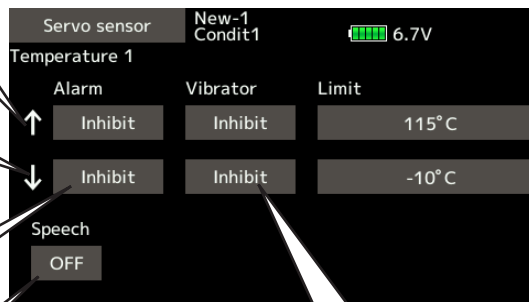 Servo sensor
New-1
Condit1
6.7V
Temperature 1
Alarm Vibrator Limit
↑ Inhibit Inhibit 115°C
↓ Inhibit Inhibit -10°C
Speech
OFF